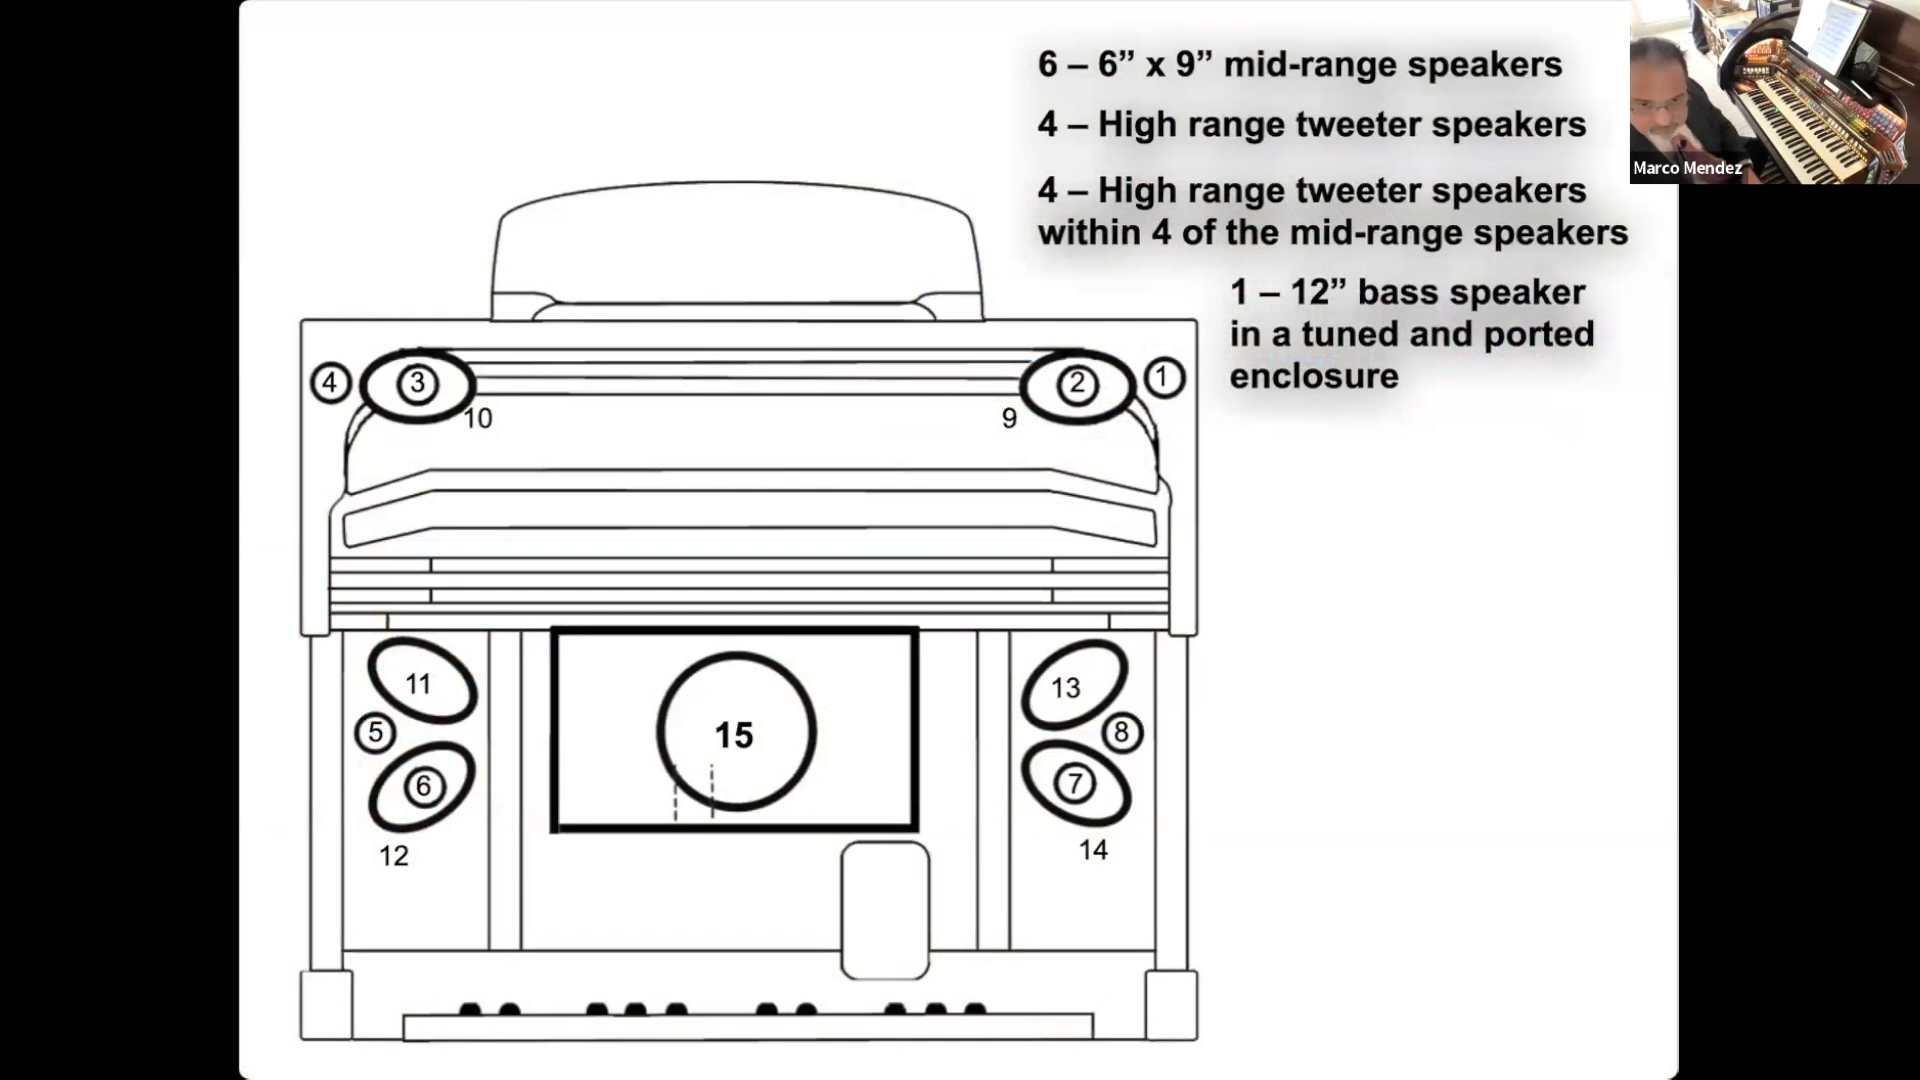 6 – 6” x 9” mid-range speakers
4 – High range tweeter speakers
4 – High range tweeter speakers
within 4 of the mid-range speakers
1 – 12” bass speaker
in a tuned and ported
enclosure
Marco Mendez
4 3 2 1
10 9
11 13
5 15 8
6 7
12 14